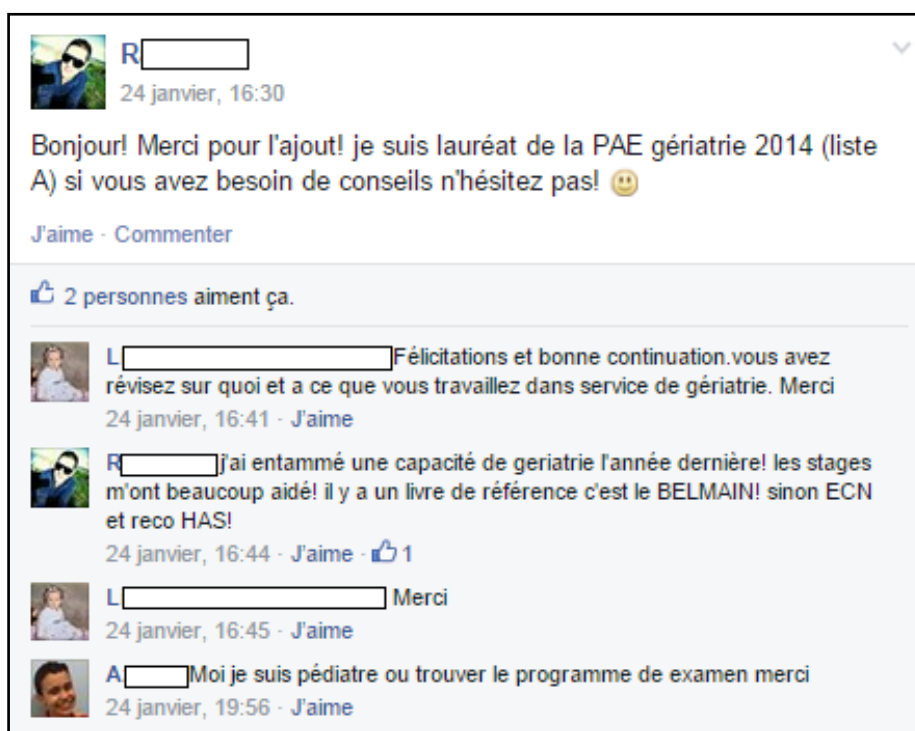 R
24 janvier, 16:30
Bonjour! Merci pour l'ajout! je suis lauréat de la PAE gériatrie 2014 (liste
A) si vous avez besoin de conseils n'hésitez pas!
J'aime · Commenter
2 personnes aiment ça.
L Félicitations et bonne continuation.vous avez
révisez sur quoi et a ce que vous travaillez dans service de gériatrie. Merci
24 janvier, 16:41 · J'aime
R j'ai entammé une capacité de geriatrie l'année dernière! les stages
m'ont beaucoup aidé! il y a un livre de référence c'est le BELMAIN! sinon ECN
et reco HAS!
24 janvier, 16:44 · J'aime · 1
L Merci
24 janvier, 16:45 · J'aime
A Moi je suis pédiatre ou trouver le programme de examen merci
24 janvier, 19:56 · J'aime